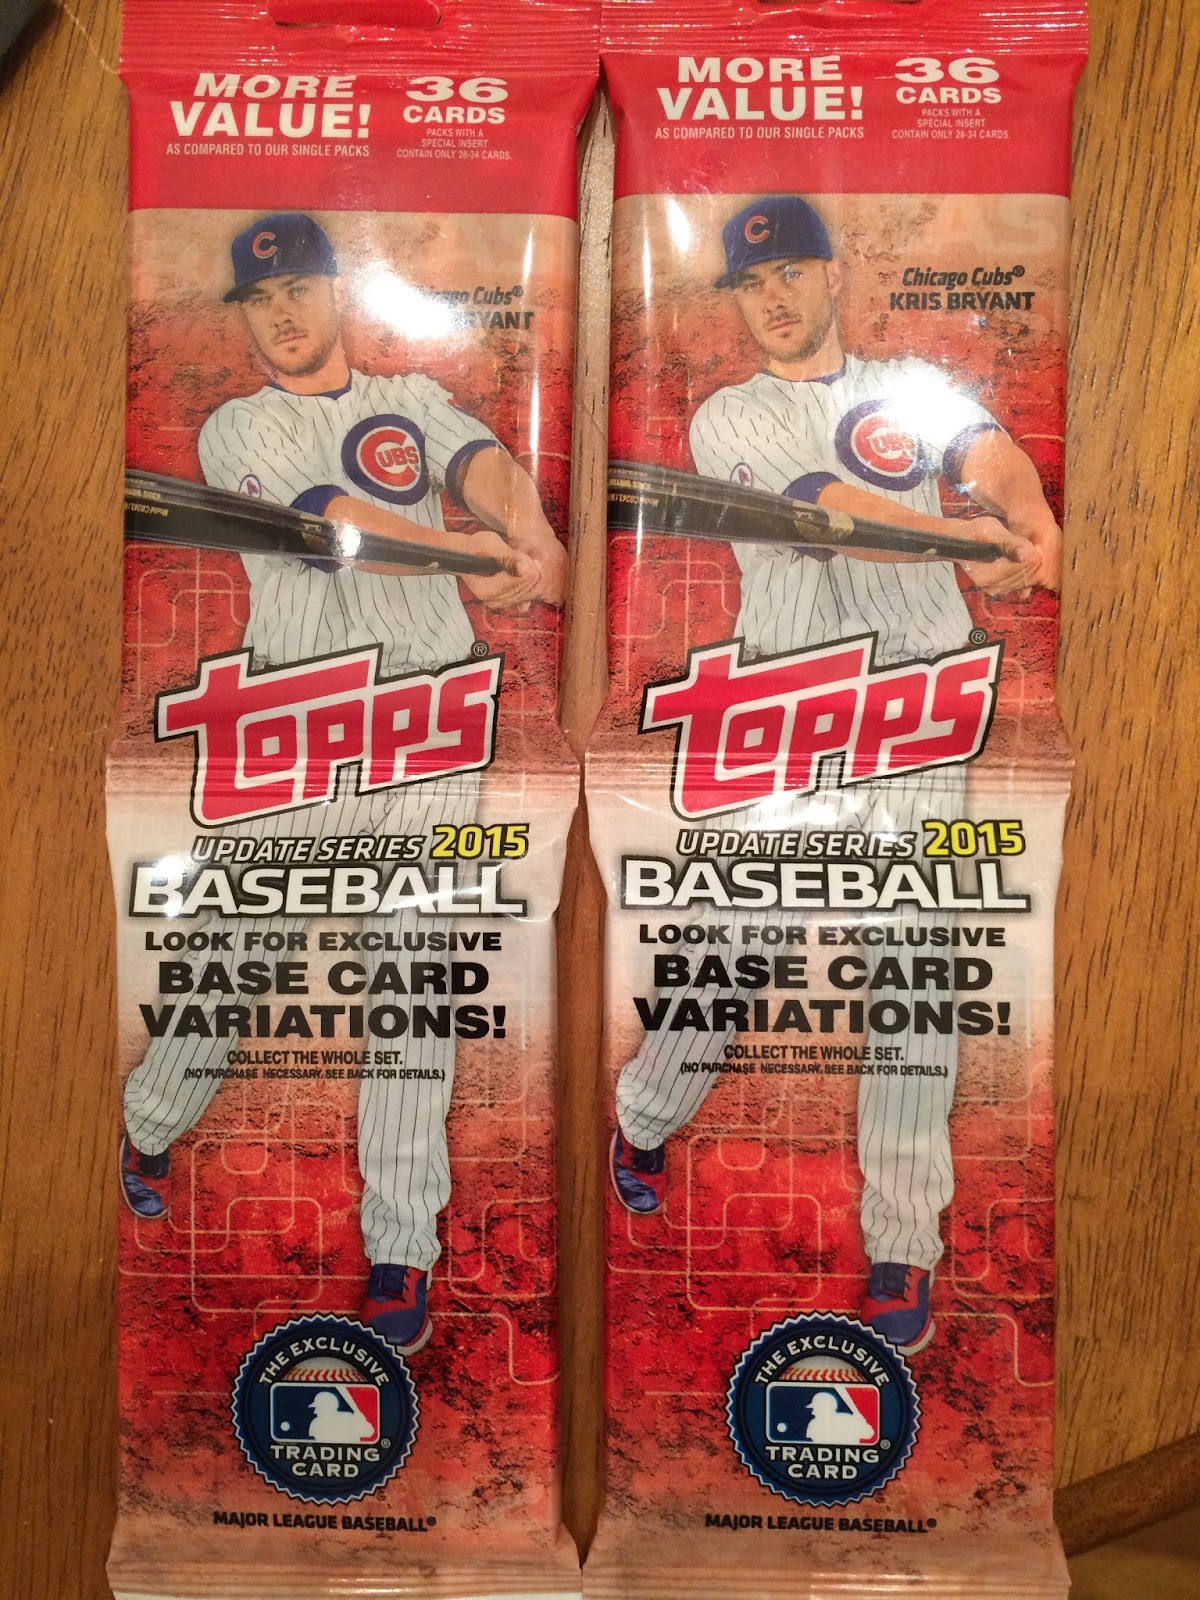 MORE
VALUE!
AS COMPARED TO OUR SINGLE PACKS
36
CARDS
PACKS WITH A
SPECIAL INSERT
CONTAIN ONLY 28-34 CARDS.
C
Cubs®
CUBS
TOPPS®
UPDATE SERIES 2015
BASEBALL
LOOK FOR EXCLUSIVE
BASE CARD
VARIATIONS!
COLLECT THE WHOLE SET.
(NO PURCHASE NECESSARY. SEE BACK FOR DETAILS.)
THE EXCLUSIVE
TRADING®
CARD
MAJOR LEAGUE BASEBALL®
MORE
VALUE!
AS COMPARED TO OUR SINGLE PACKS
36
CARDS
PACKS WITH A
SPECIAL INSERT
CONTAIN ONLY 28-34 CARDS.
C
Chicago Cubs®
KRIS BRYANT
CUBS
TOPPS®
UPDATE SERIES 2015
BASEBALL
LOOK FOR EXCLUSIVE
BASE CARD
VARIATIONS!
COLLECT THE WHOLE SET.
(NO PURCHASE NECESSARY. SEE BACK FOR DETAILS.)
THE EXCLUSIVE
TRADING®
CARD
MAJOR LEAGUE BASEBALL®